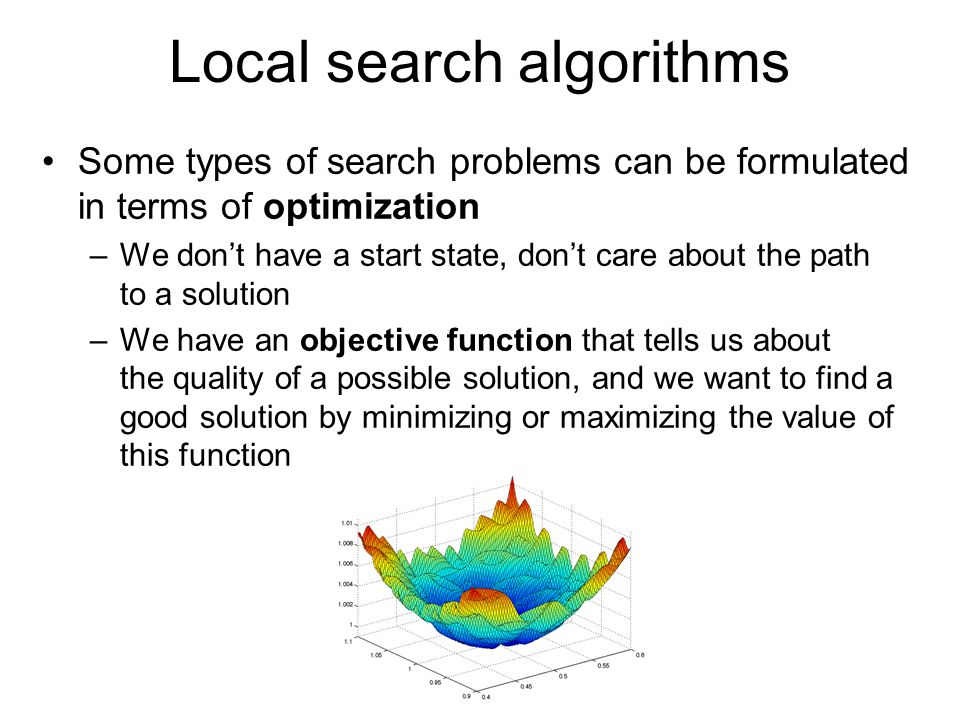 Local search algorithms
• Some types of search problems can be formulated
in terms of optimization
– We don’t have a start state, don’t care about the path
to a solution
– We have an objective function that tells us about
the quality of a possible solution, and we want to find a
good solution by minimizing or maximizing the value of
this function
1.01
1.008
1.006
1.004
1.002
1
1.1
1.05
1
0.95
0.9
0.4
0.45
0.5
0.55
0.6